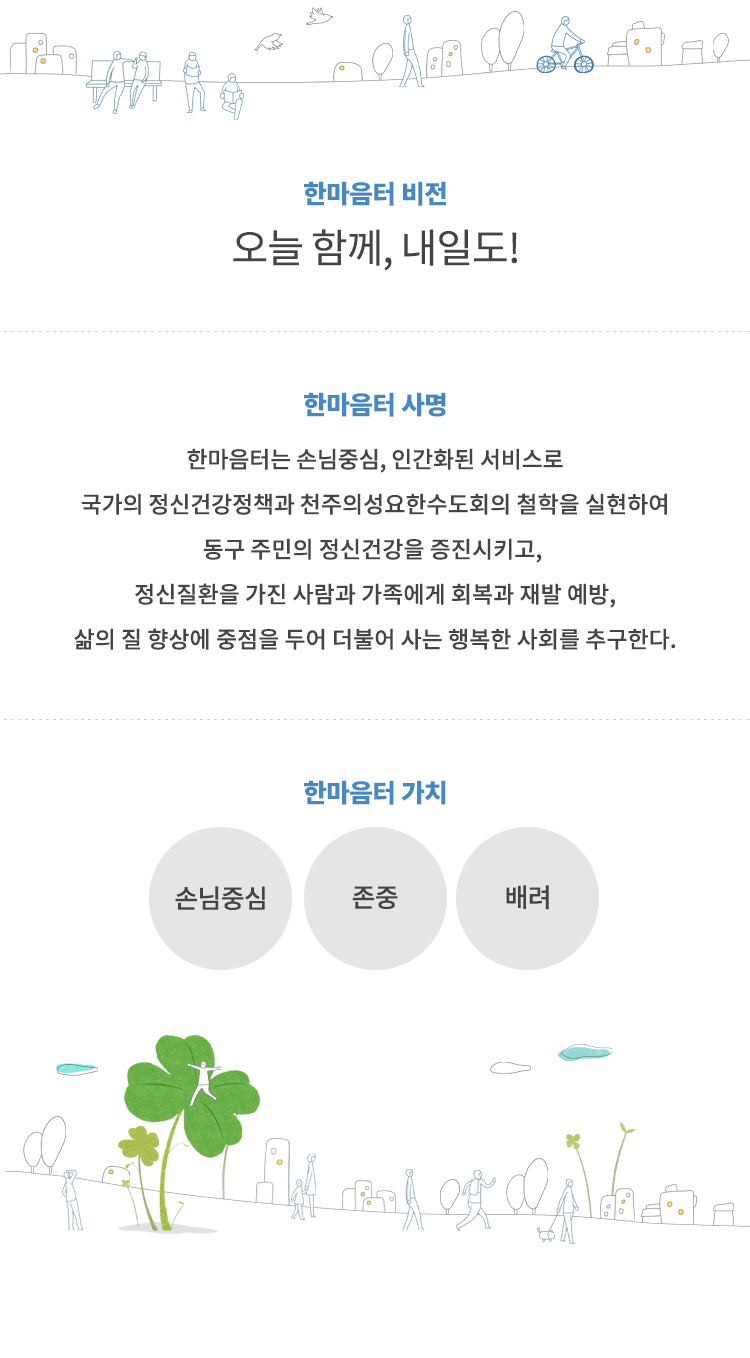 한마음터 비전
오늘 함께, 내일도!
한마음터 사명
한마음터는 손님중심, 인간화된 서비스로
국가의 정신건강정책과 천주의성요한수도회의 철학을 실현하여
동구 주민의 정신건강을 증진시키고,
정신질환을 가진 사람과 가족에게 회복과 재발 예방,
삶의 질 향상에 중점을 두어 더불어 사는 행복한 사회를 추구한다.
한마음터 가치
손님중심 존중 배려